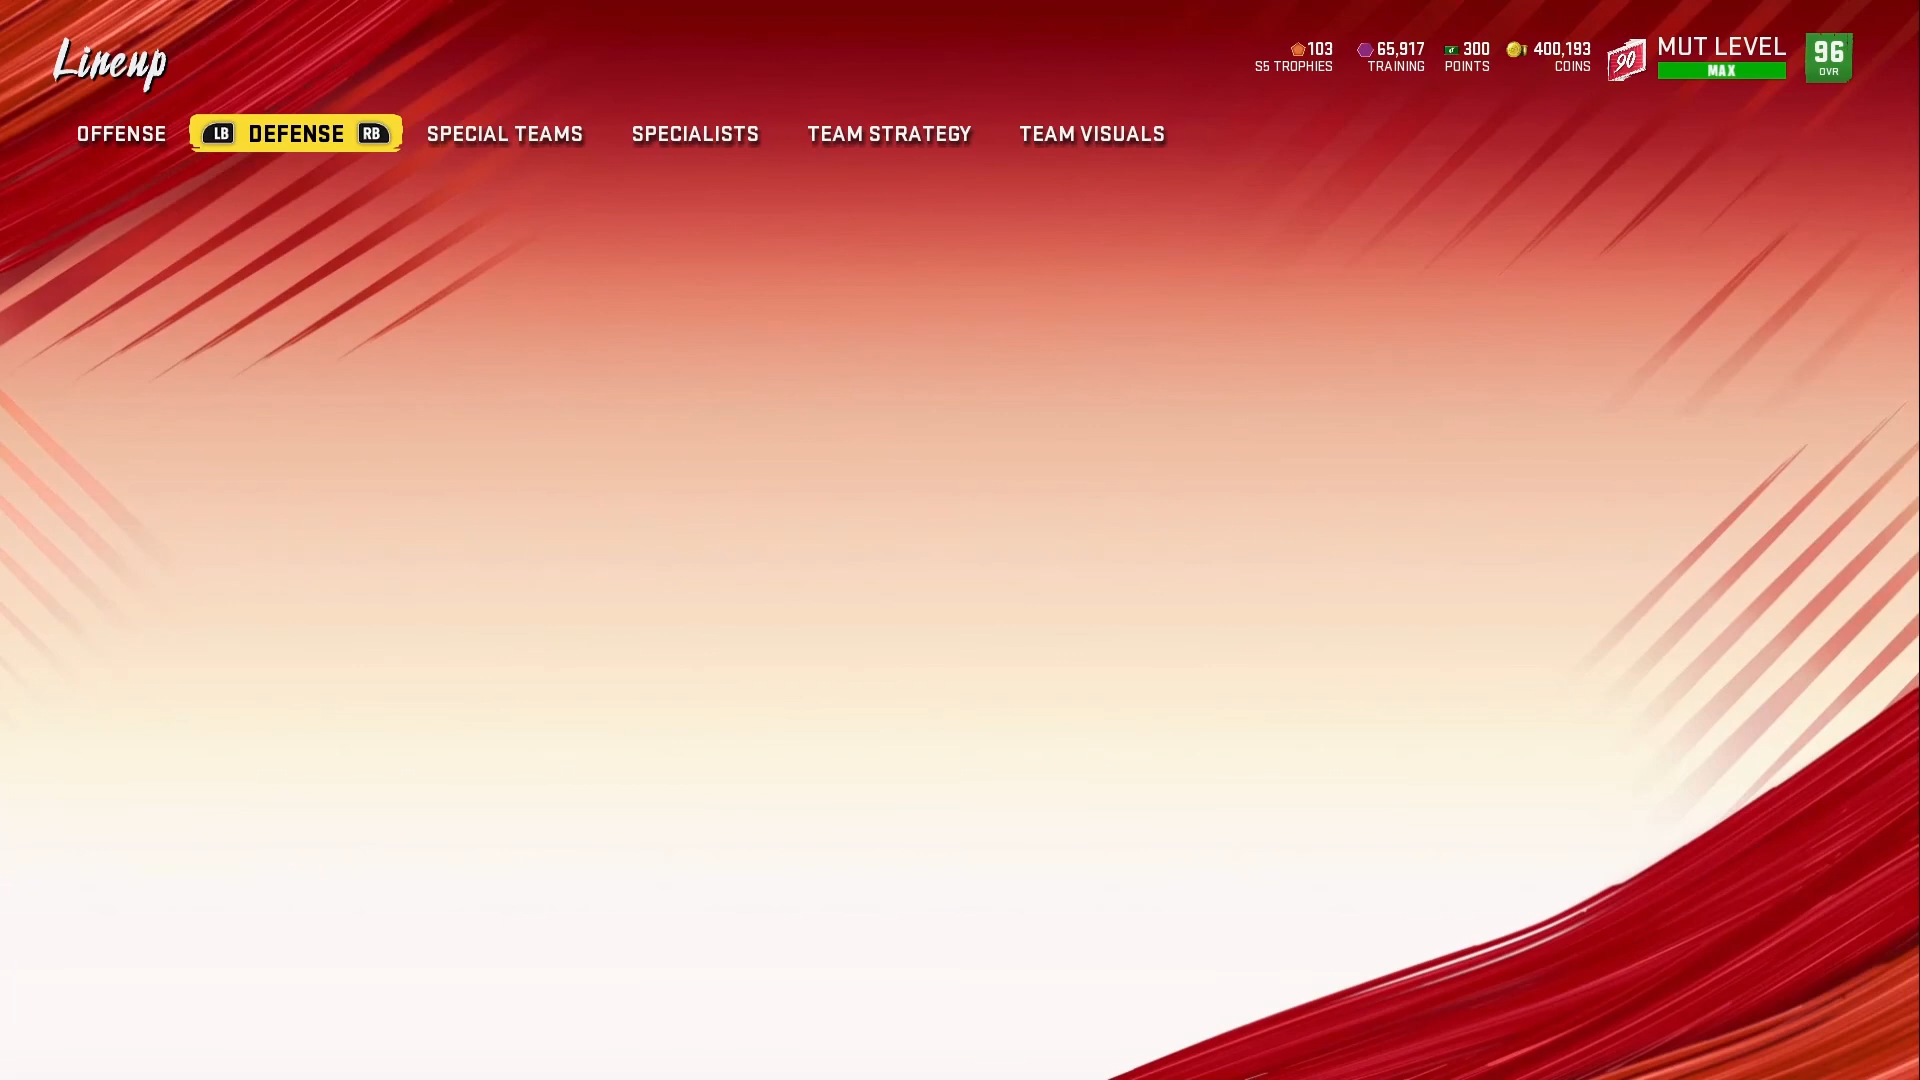 Lineup
103
S5 TROPHIES
65,917
TRAINING
300
POINTS
400,193
COINS
90
MUT LEVEL
MAX
96
OVR
OFFENSE
LB DEFENSE RB
SPECIAL TEAMS
SPECIALISTS
TEAM STRATEGY
TEAM VISUALS